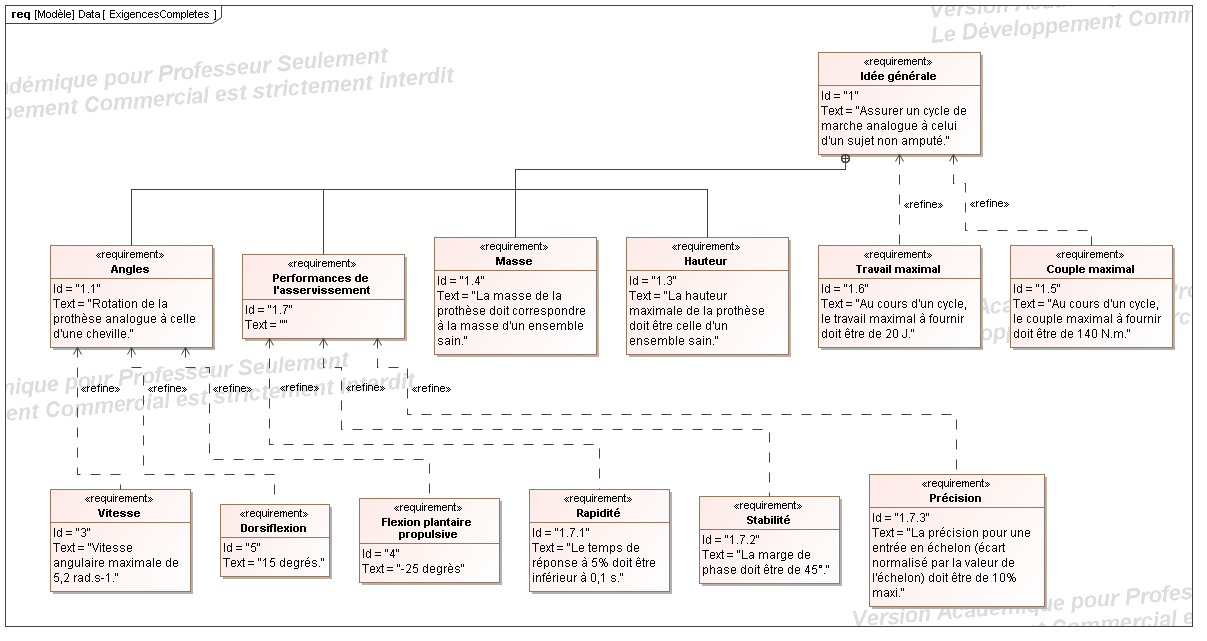 req [Modèle] Data [ ExigencesCompletes ]
Version Académique pour
Le Développement Comm
démique pour Professeur Seulement
pement Commercial est strictement interdit
«requirement»
Idée générale
Id = "1"
Text = "Assurer un cycle de
marche analogue à celui
d'un sujet non amputé."
«refine»
«refine»
«requirement»
Angles
Id = "1.1"
Text = "Rotation de la
prothèse analogue à celle
d'une cheville."
«requirement»
Performances de
l'asservissement
Id = "1.7"
Text = ""
«requirement»
Masse
Id = "1.4"
Text = "La masse de la
prothèse doit correspondre
à la masse d'un ensemble
sain."
«requirement»
Hauteur
Id = "1.3"
Text = "La hauteur
maximale de la prothèse
doit être celle d'un
ensemble sain."
«requirement»
Travail maximal
Id = "1.6"
Text = "Au cours d'un cycle,
le travail maximal à fournir
doit être de 20 J."
«requirement»
Couple maximal
Id = "1.5"
Text = "Au cours d'un cycle,
le couple maximal à fournir
doit être de 140 N.m."
nique pour Professeur Seulement
ent Commercial est strictement interdit
«refine»
«refine»
«refine»
«refine»
«refine»
«refine»
«requirement»
Vitesse
Id = "3"
Text = "Vitesse
angulaire maximale de
5,2 rad.s-1."
«requirement»
Dorsiflexion
Id = "5"
Text = "15 degrés."
«requirement»
Flexion plantaire
propulsive
Id = "4"
Text = "-25 degrès"
«requirement»
Rapidité
Id = "1.7.1"
Text = "Le temps de
réponse à 5% doit être
inférieur à 0,1 s."
«requirement»
Stabilité
Id = "1.7.2"
Text = "La marge de
phase doit être de 45°."
«requirement»
Précision
Id = "1.7.3"
Text = "La précision pour une
entrée en échelon (écart
normalisé par la valeur de
l'échelon) doit être de 10%
maxi."
Version Académique pour Profess
Commercial e